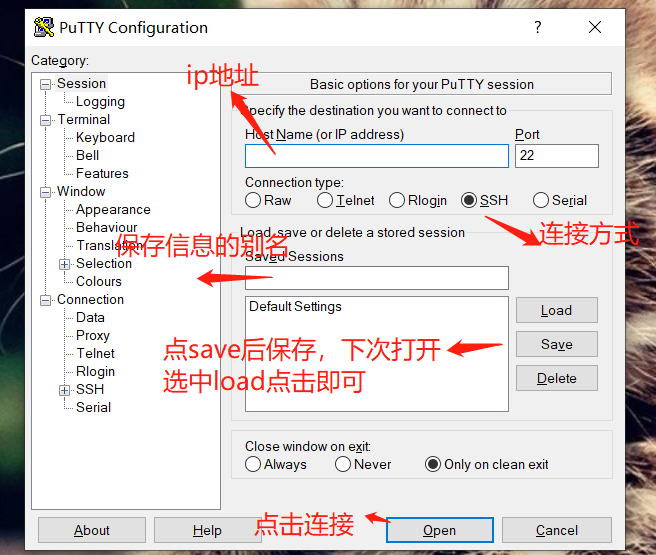 PuTTY Configuration
?
Category:
Session
Logging
Terminal
Keyboard
Bell
Features
Window
Appearance
Behaviour
Translation
Selection
Colours
Connection
Data
Proxy
Telnet
Rlogin
SSH
Serial
ip地址
Basic options for your PuTTY session
Specify the destination you want to connect to
Host Name (or IP address)
Port
22
Connection type:
Raw
Telnet
Rlogin
SSH
Serial
连接方式
Load, save or delete a stored session
保存信息的别名
Saved Sessions
Default Settings
Load
Save
Delete
点save后保存，下次打开
选中load点击即可
Close window on exit:
Always
Never
Only on clean exit
点击连接
About
Help
Open
Cancel